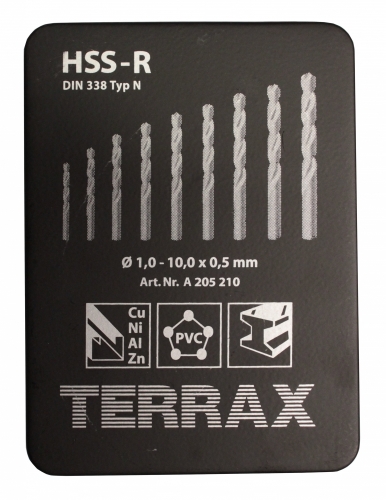 HSS-R
DIN 338 Typ N
Ø 1,0 - 10,0 x 0,5 mm
Art.Nr. A 205 210
Cu
Ni
Al
Zn
PVC
TERRAX